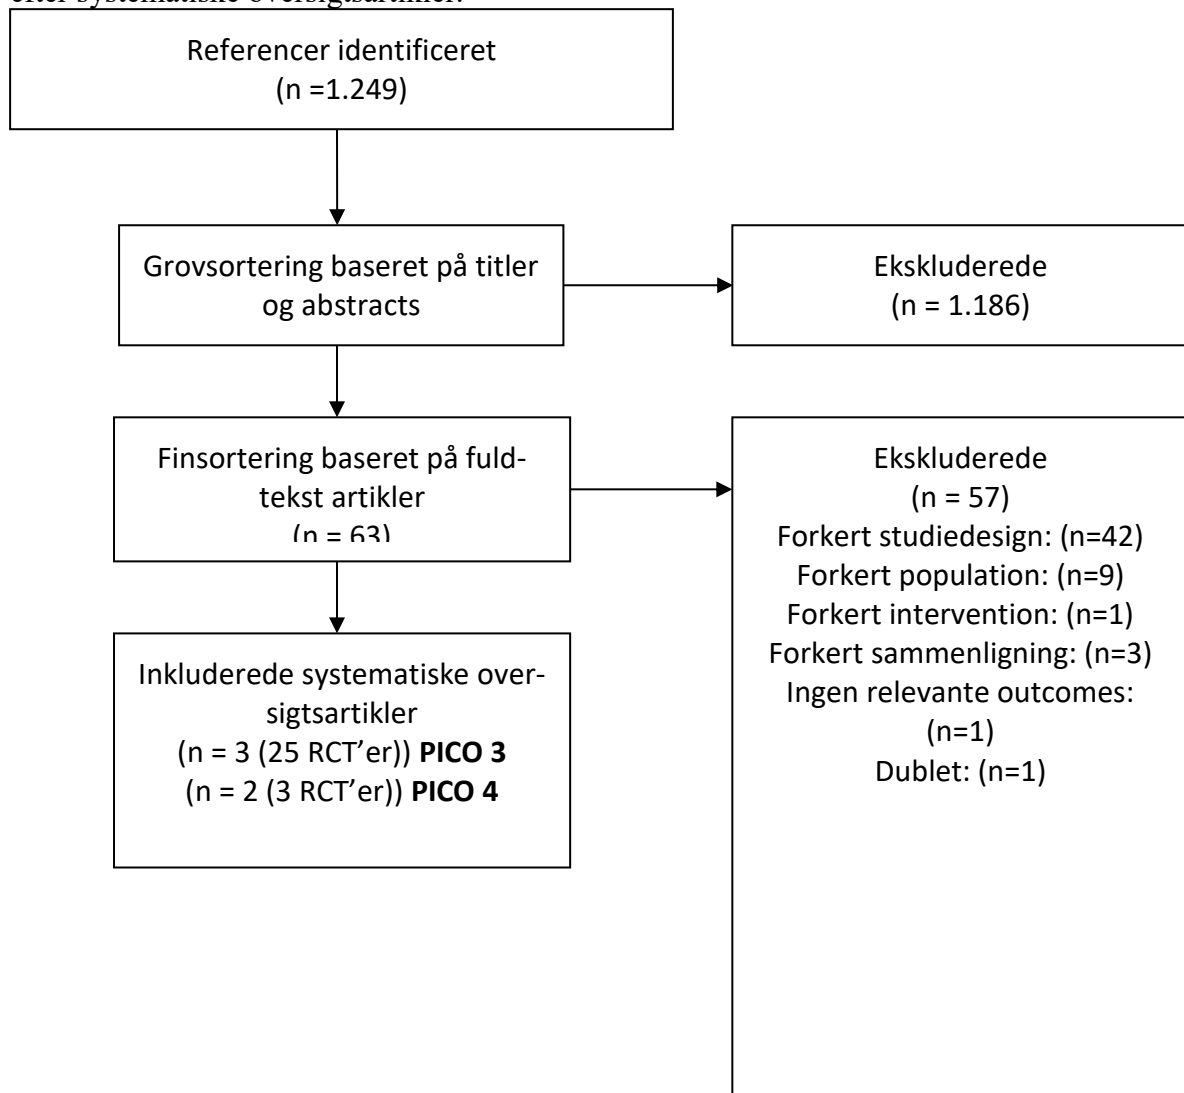 efter systematiske oversigtsartikler.
Referencer identificeret
(n =1.249)
Grovsortering baseret på titler
og abstracts
Ekskluderede
(n = 1.186)
Finsortering baseret på fuld-
tekst artikler
(n = 63)
Ekskluderede
(n = 57)
Forkert studiedesign: (n=42)
Forkert population: (n=9)
Forkert intervention: (n=1)
Forkert sammenligning: (n=3)
Ingen relevante outcomes:
(n=1)
Dublet: (n=1)
Inkluderede systematiske over-
sigtsartikler
(n = 3 (25 RCT’er)) PICO 3
(n = 2 (3 RCT’er)) PICO 4